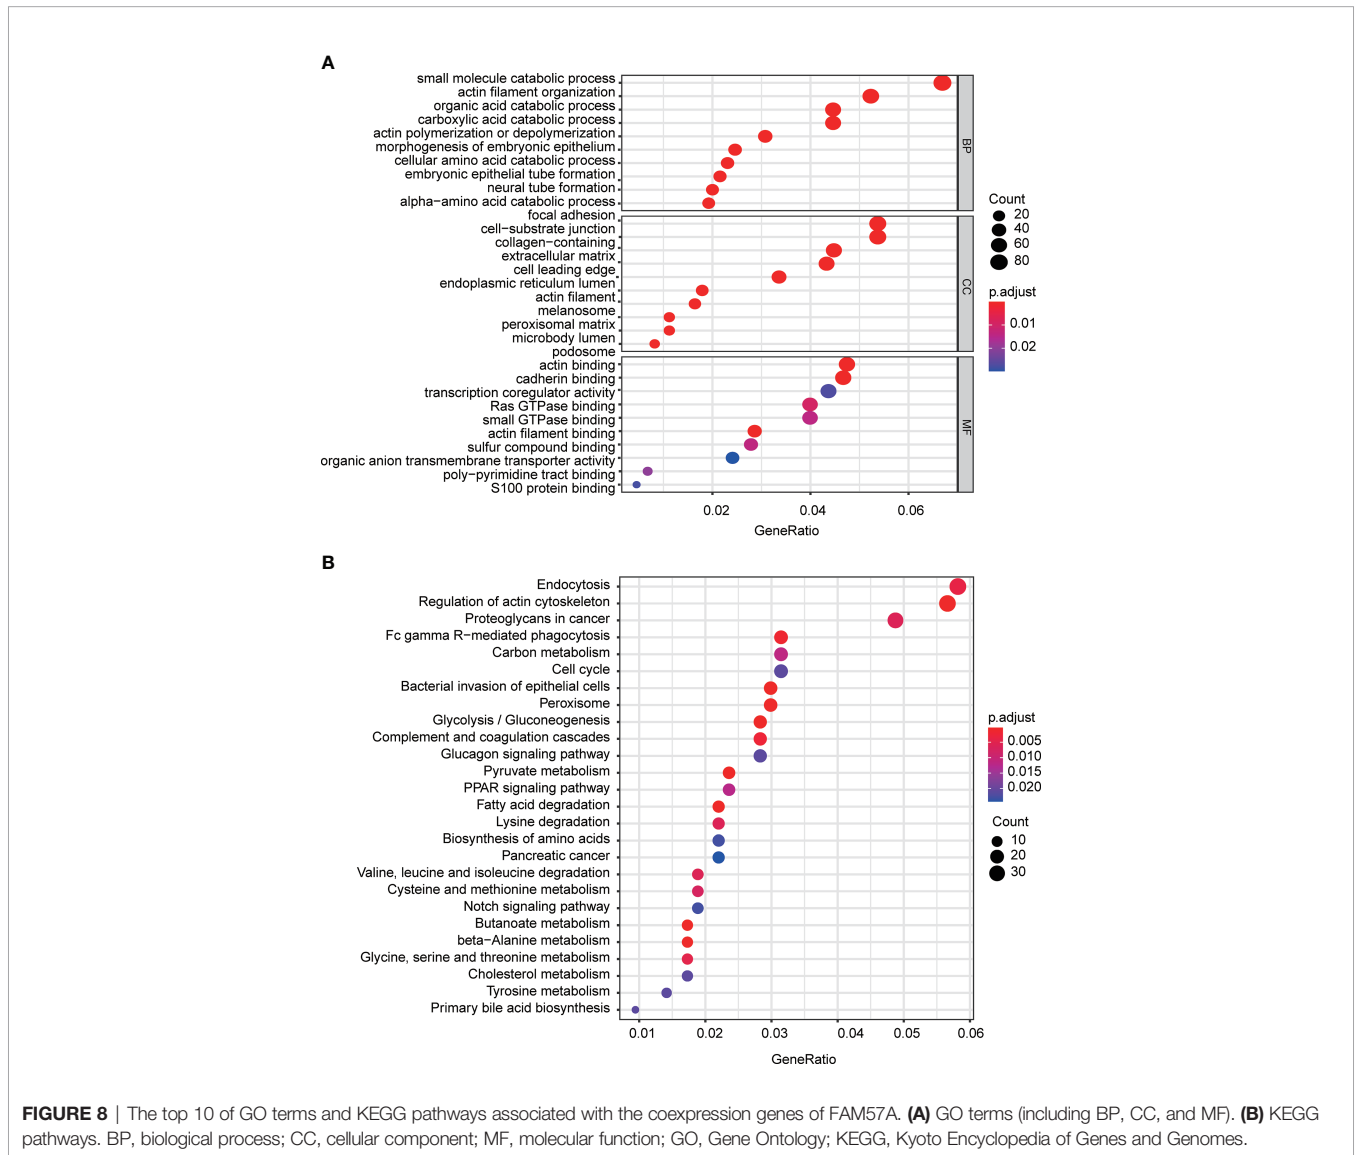 A
small molecule catabolic process
actin filament organization
organic acid catabolic process
carboxylic acid catabolic process
actin polymerization or depolymerization
morphogenesis of embryonic epithelium
cellular amino acid catabolic process
embryonic epithelial tube formation
neural tube formation
alpha−amino acid catabolic process
BP
focal adhesion
cell−substrate junction
collagen−containing
extracellular matrix
cell leading edge
endoplasmic reticulum lumen
actin filament
melanosome
peroxisomal matrix
microbody lumen
podosome
CC
actin binding
cadherin binding
transcription coregulator activity
Ras GTPase binding
small GTPase binding
actin filament binding
sulfur compound binding
organic anion transmembrane transporter activity
poly−pyrimidine tract binding
S100 protein binding
MF
0.02 0.04 0.06
GeneRatio
Count
20
40
60
80
p.adjust
0.01
0.02
B
Endocytosis
Regulation of actin cytoskeleton
Proteoglycans in cancer
Fc gamma R−mediated phagocytosis
Carbon metabolism
Cell cycle
Bacterial invasion of epithelial cells
Peroxisome
Glycolysis / Gluconeogenesis
Complement and coagulation cascades
Glucagon signaling pathway
Pyruvate metabolism
PPAR signaling pathway
Fatty acid degradation
Lysine degradation
Biosynthesis of amino acids
Pancreatic cancer
Valine, leucine and isoleucine degradation
Cysteine and methionine metabolism
Notch signaling pathway
Butanoate metabolism
beta−Alanine metabolism
Glycine, serine and threonine metabolism
Cholesterol metabolism
Tyrosine metabolism
Primary bile acid biosynthesis
0.01 0.02 0.03 0.04 0.05 0.06
GeneRatio
p.adjust
0.005
0.010
0.015
0.020
Count
10
20
30
FIGURE 8 | The top 10 of GO terms and KEGG pathways associated with the coexpression genes of FAM57A. (A) GO terms (including BP, CC, and MF). (B) KEGG
pathways. BP, biological process; CC, cellular component; MF, molecular function; GO, Gene Ontology; KEGG, Kyoto Encyclopedia of Genes and Genomes.